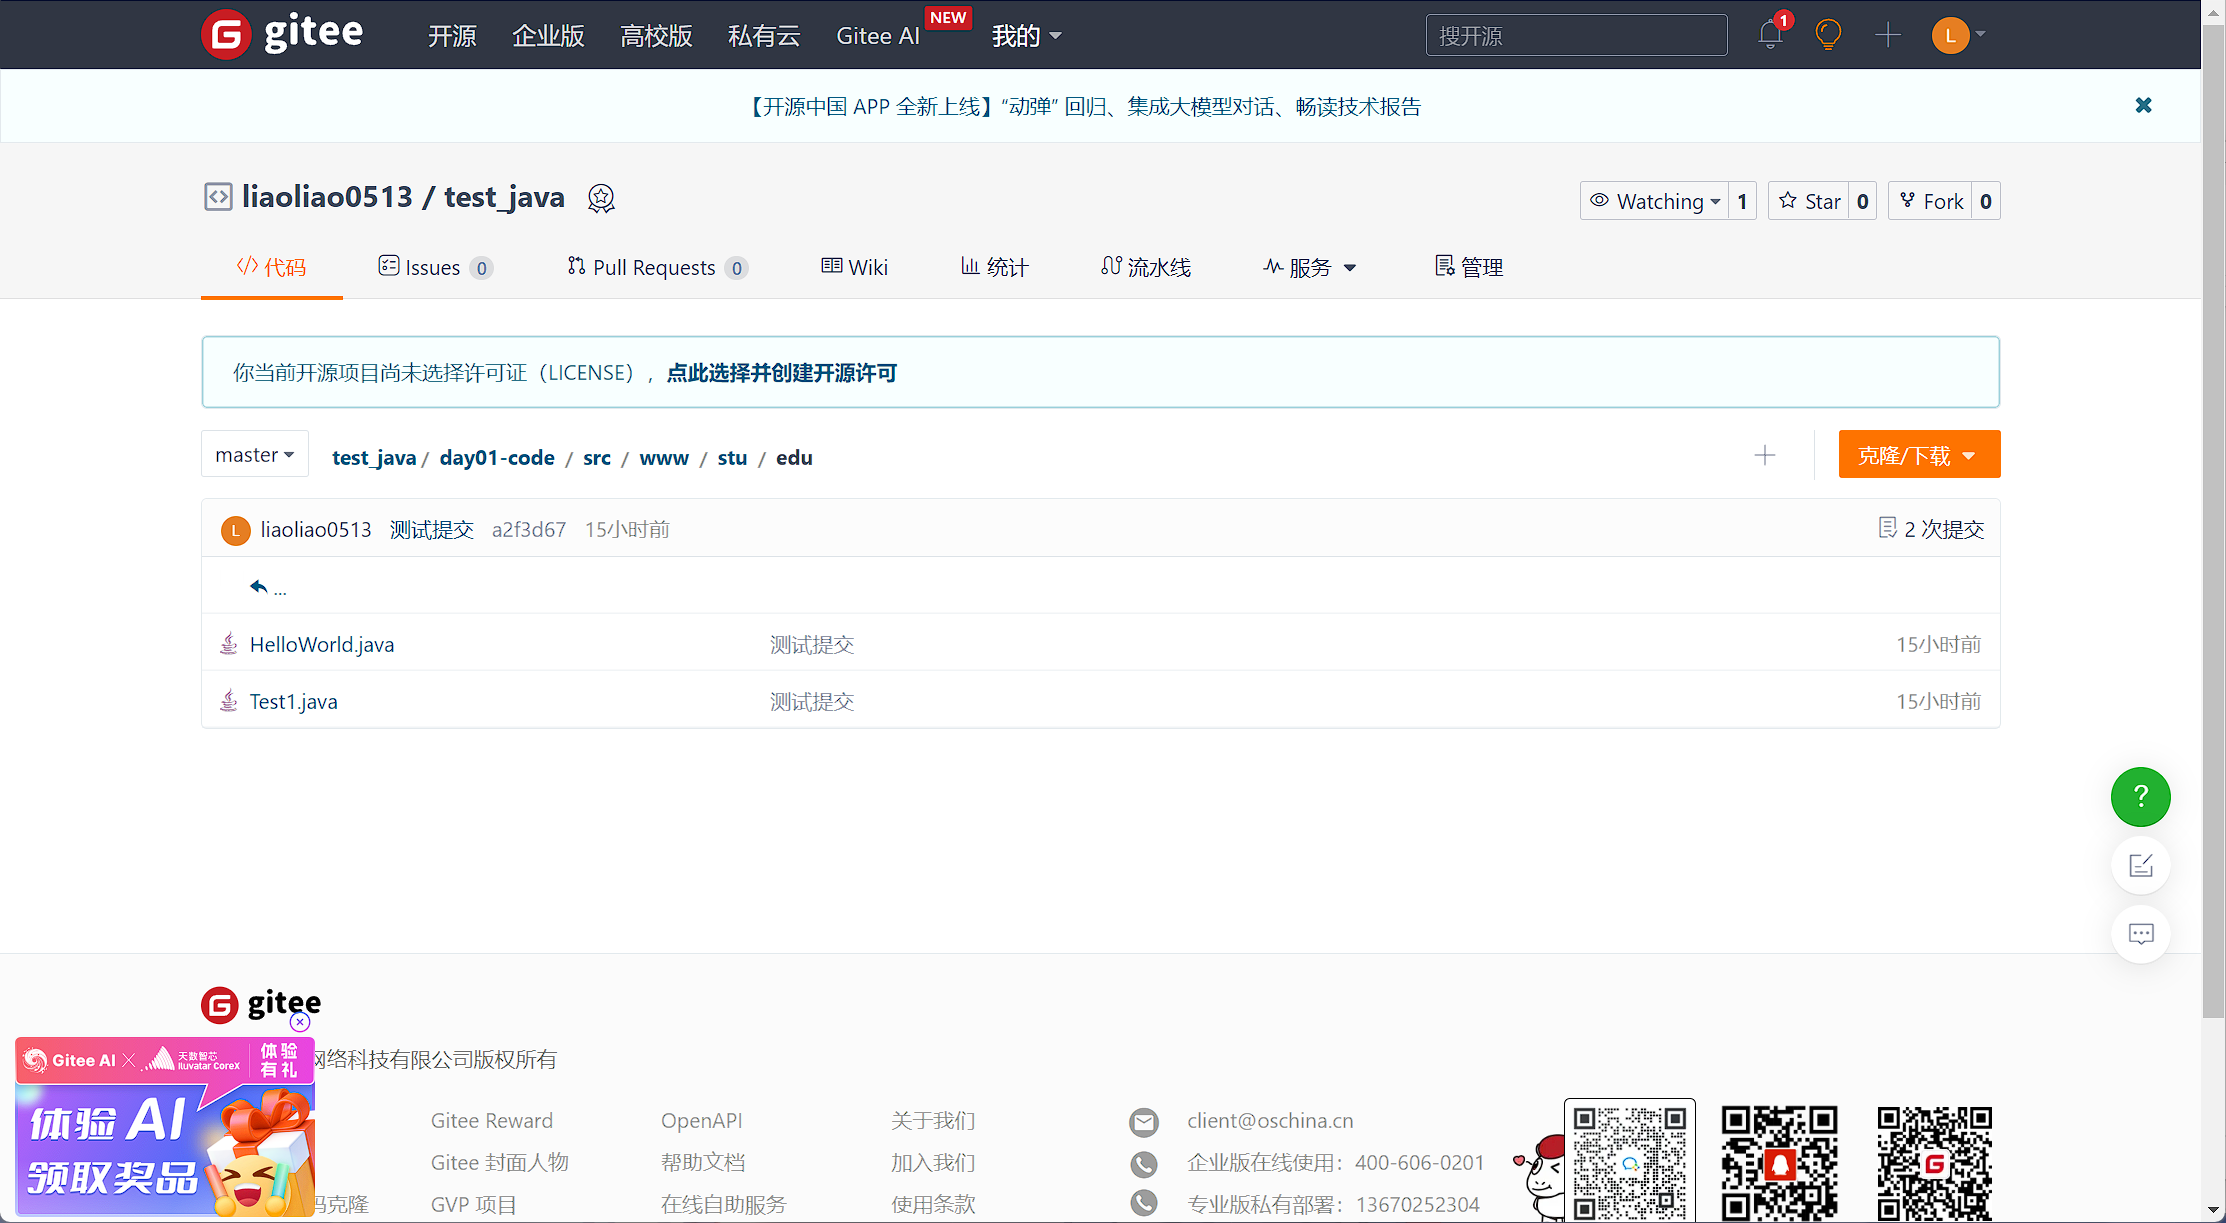 gitee 开源 企业版 高校版 私有云 Gitee AI NEW 我的 搜开源 1 L
【开源中国 APP 全新上线】“动弹” 回归、集成大模型对话、畅读技术报告
liaoliao0513 / test_java Watching 1 Star 0 Fork 0
代码 Issues 0 Pull Requests 0 Wiki 统计 流水线 服务 管理
你当前开源项目尚未选择许可证（LICENSE），点此选择并创建开源许可
master test_java / day01-code / src / www / stu / edu 克隆/下载
L liaoliao0513 测试提交 a2f3d67 15小时前 2 次提交
...
HelloWorld.java 测试提交 15小时前
Test1.java 测试提交 15小时前
?
gitee
网络科技有限公司版权所有
Gitee AI 天数智芯 Iluvatar CoreX 体验有礼
体验 AI
领取奖品
Gitee Reward OpenAPI 关于我们 client@oschina.cn
Gitee 封面人物 帮助文档 加入我们 企业版在线使用：400-606-0201
码克隆 GVP 项目 在线自助服务 使用条款 专业版私有部署：13670252304